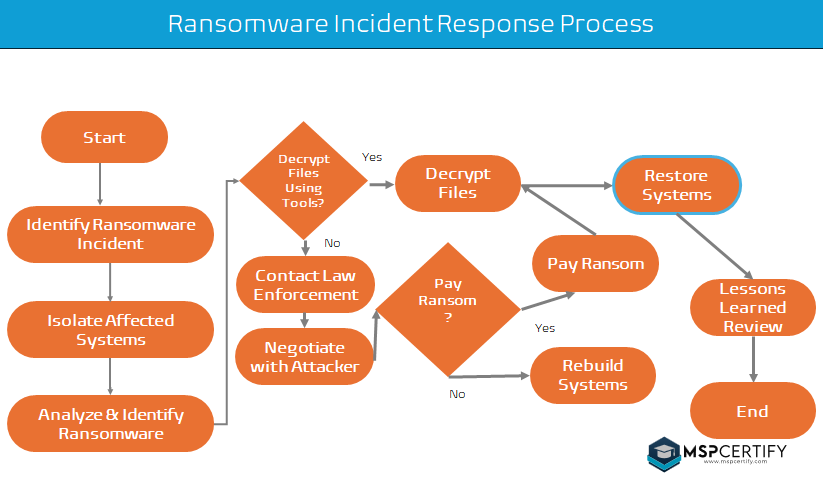 Ransomware Incident Response Process
Start
Identify Ransomware
Incident
Isolate Affected
Systems
Analyze & Identify
Ransomware
Decrypt
Files
Using
Tools?
Yes
No
Decrypt
Files
Contact Law
Enforcement
Negotiate
with Attacker
Pay
Ransom
?
Yes
No
Pay Ransom
Rebuild
Systems
Restore
Systems
Lessons
Learned
Review
End
MSPCERTIFY
www.mspcertify.com